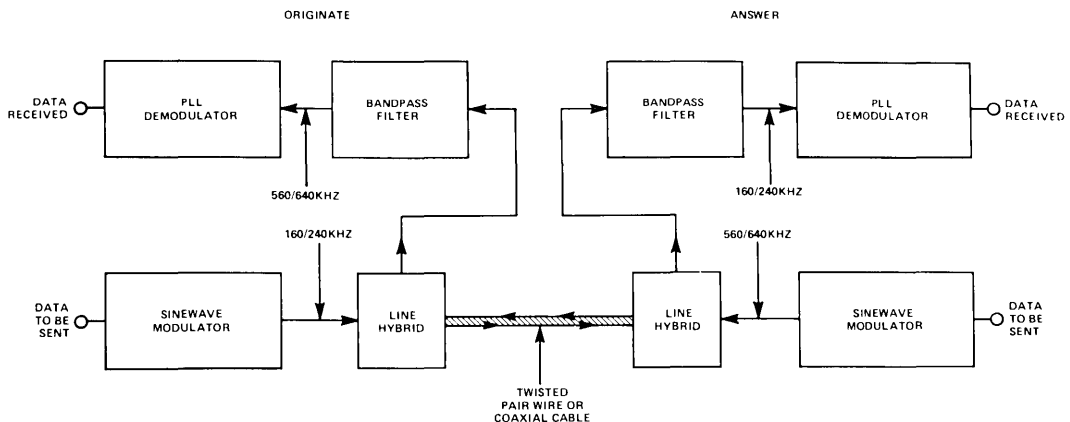 ORIGINATE
ANSWER
DATA
RECEIVED
PLL
DEMODULATOR
BANDPASS
FILTER
BANDPASS
FILTER
PLL
DEMODULATOR
DATA
RECEIVED
560/640KHZ
160/240KHZ
160/240KHZ
560/640KHZ
DATA
TO BE
SENT
SINEWAVE
MODULATOR
LINE
HYBRID
LINE
HYBRID
SINEWAVE
MODULATOR
DATA
TO BE
SENT
TWISTED
PAIR WIRE OR
COAXIAL CABLE